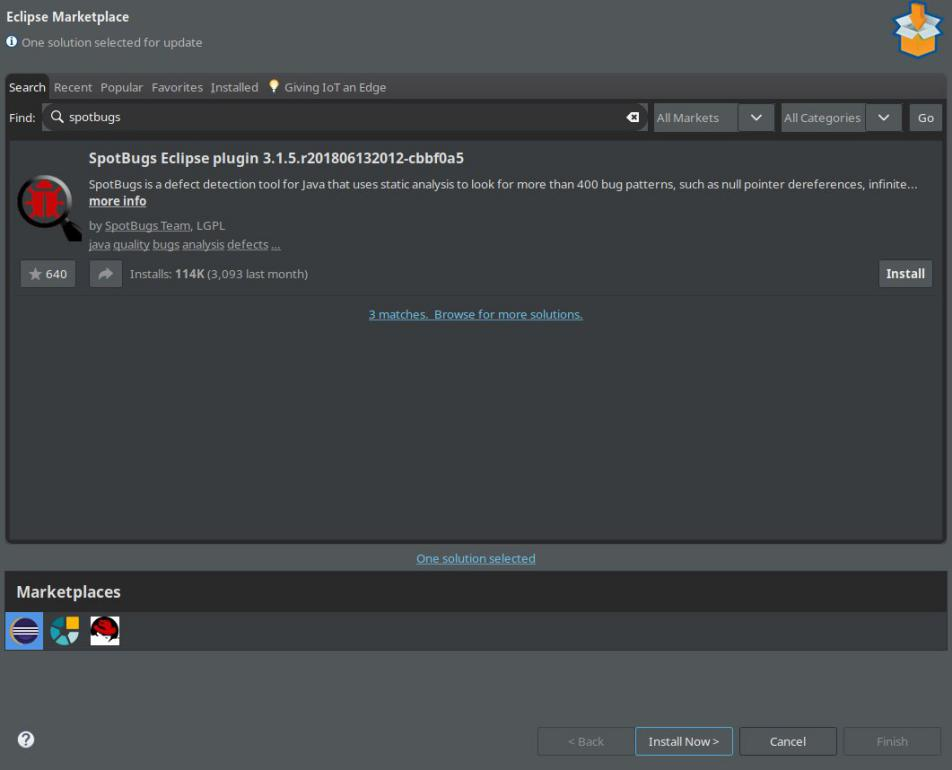 Eclipse Marketplace
One solution selected for update
Search Recent Popular Favorites Installed Giving IoT an Edge
Find: spotbugs All Markets All Categories Go
SpotBugs Eclipse plugin 3.1.5.r201806132012-cbbf0a5
SpotBugs is a defect detection tool for Java that uses static analysis to look for more than 400 bug patterns, such as null pointer dereferences, infinite...
more info
by SpotBugs Team, LGPL
java quality bugs analysis defects ...
640 Installs: 114K (3,093 last month) Install
3 matches. Browse for more solutions.
One solution selected
Marketplaces
? < Back Install Now > Cancel Finish